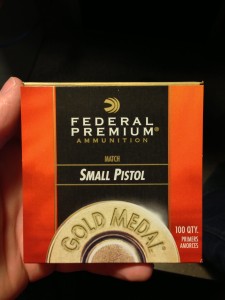 FEDERAL
PREMIUM®
AMMUNITION
MATCH
SMALL PISTOL
GOLD MEDAL
100 QTY.
PRIMERS
AMORCES